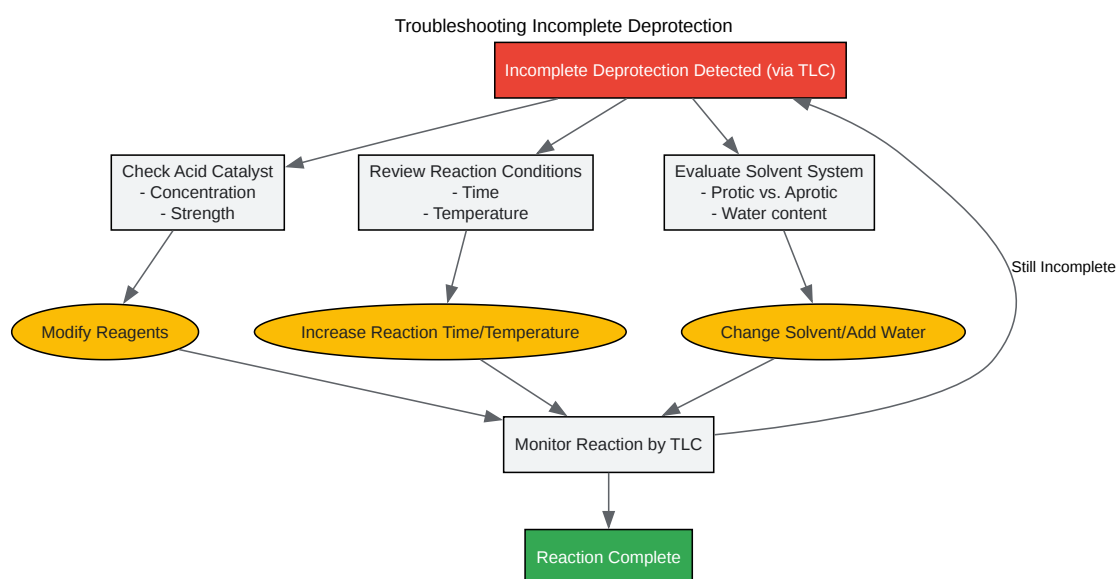 Troubleshooting Incomplete Deprotection
Incomplete Deprotection Detected (via TLC)
Check Acid Catalyst
- Concentration
- Strength
Review Reaction Conditions
- Time
- Temperature
Evaluate Solvent System
- Protic vs. Aprotic
- Water content
Still Incomplete
Modify Reagents
Increase Reaction Time/Temperature
Change Solvent/Add Water
Monitor Reaction by TLC
Reaction Complete